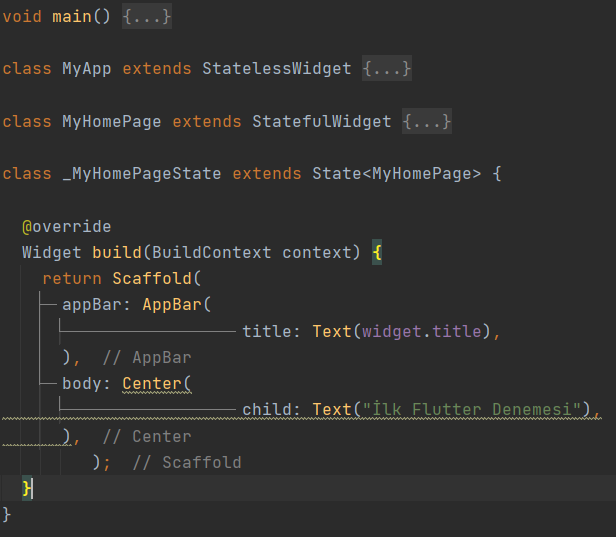 void main() {...}
class MyApp extends StatelessWidget {...}
class MyHomePage extends StatefulWidget {...}
class _MyHomePageState extends State<MyHomePage> {
@override
Widget build(BuildContext context) {
return Scaffold(
appBar: AppBar(
title: Text(widget.title),
), // AppBar
body: Center(
child: Text("İlk Flutter Denemesi"),
), // Center
); // Scaffold
}
}